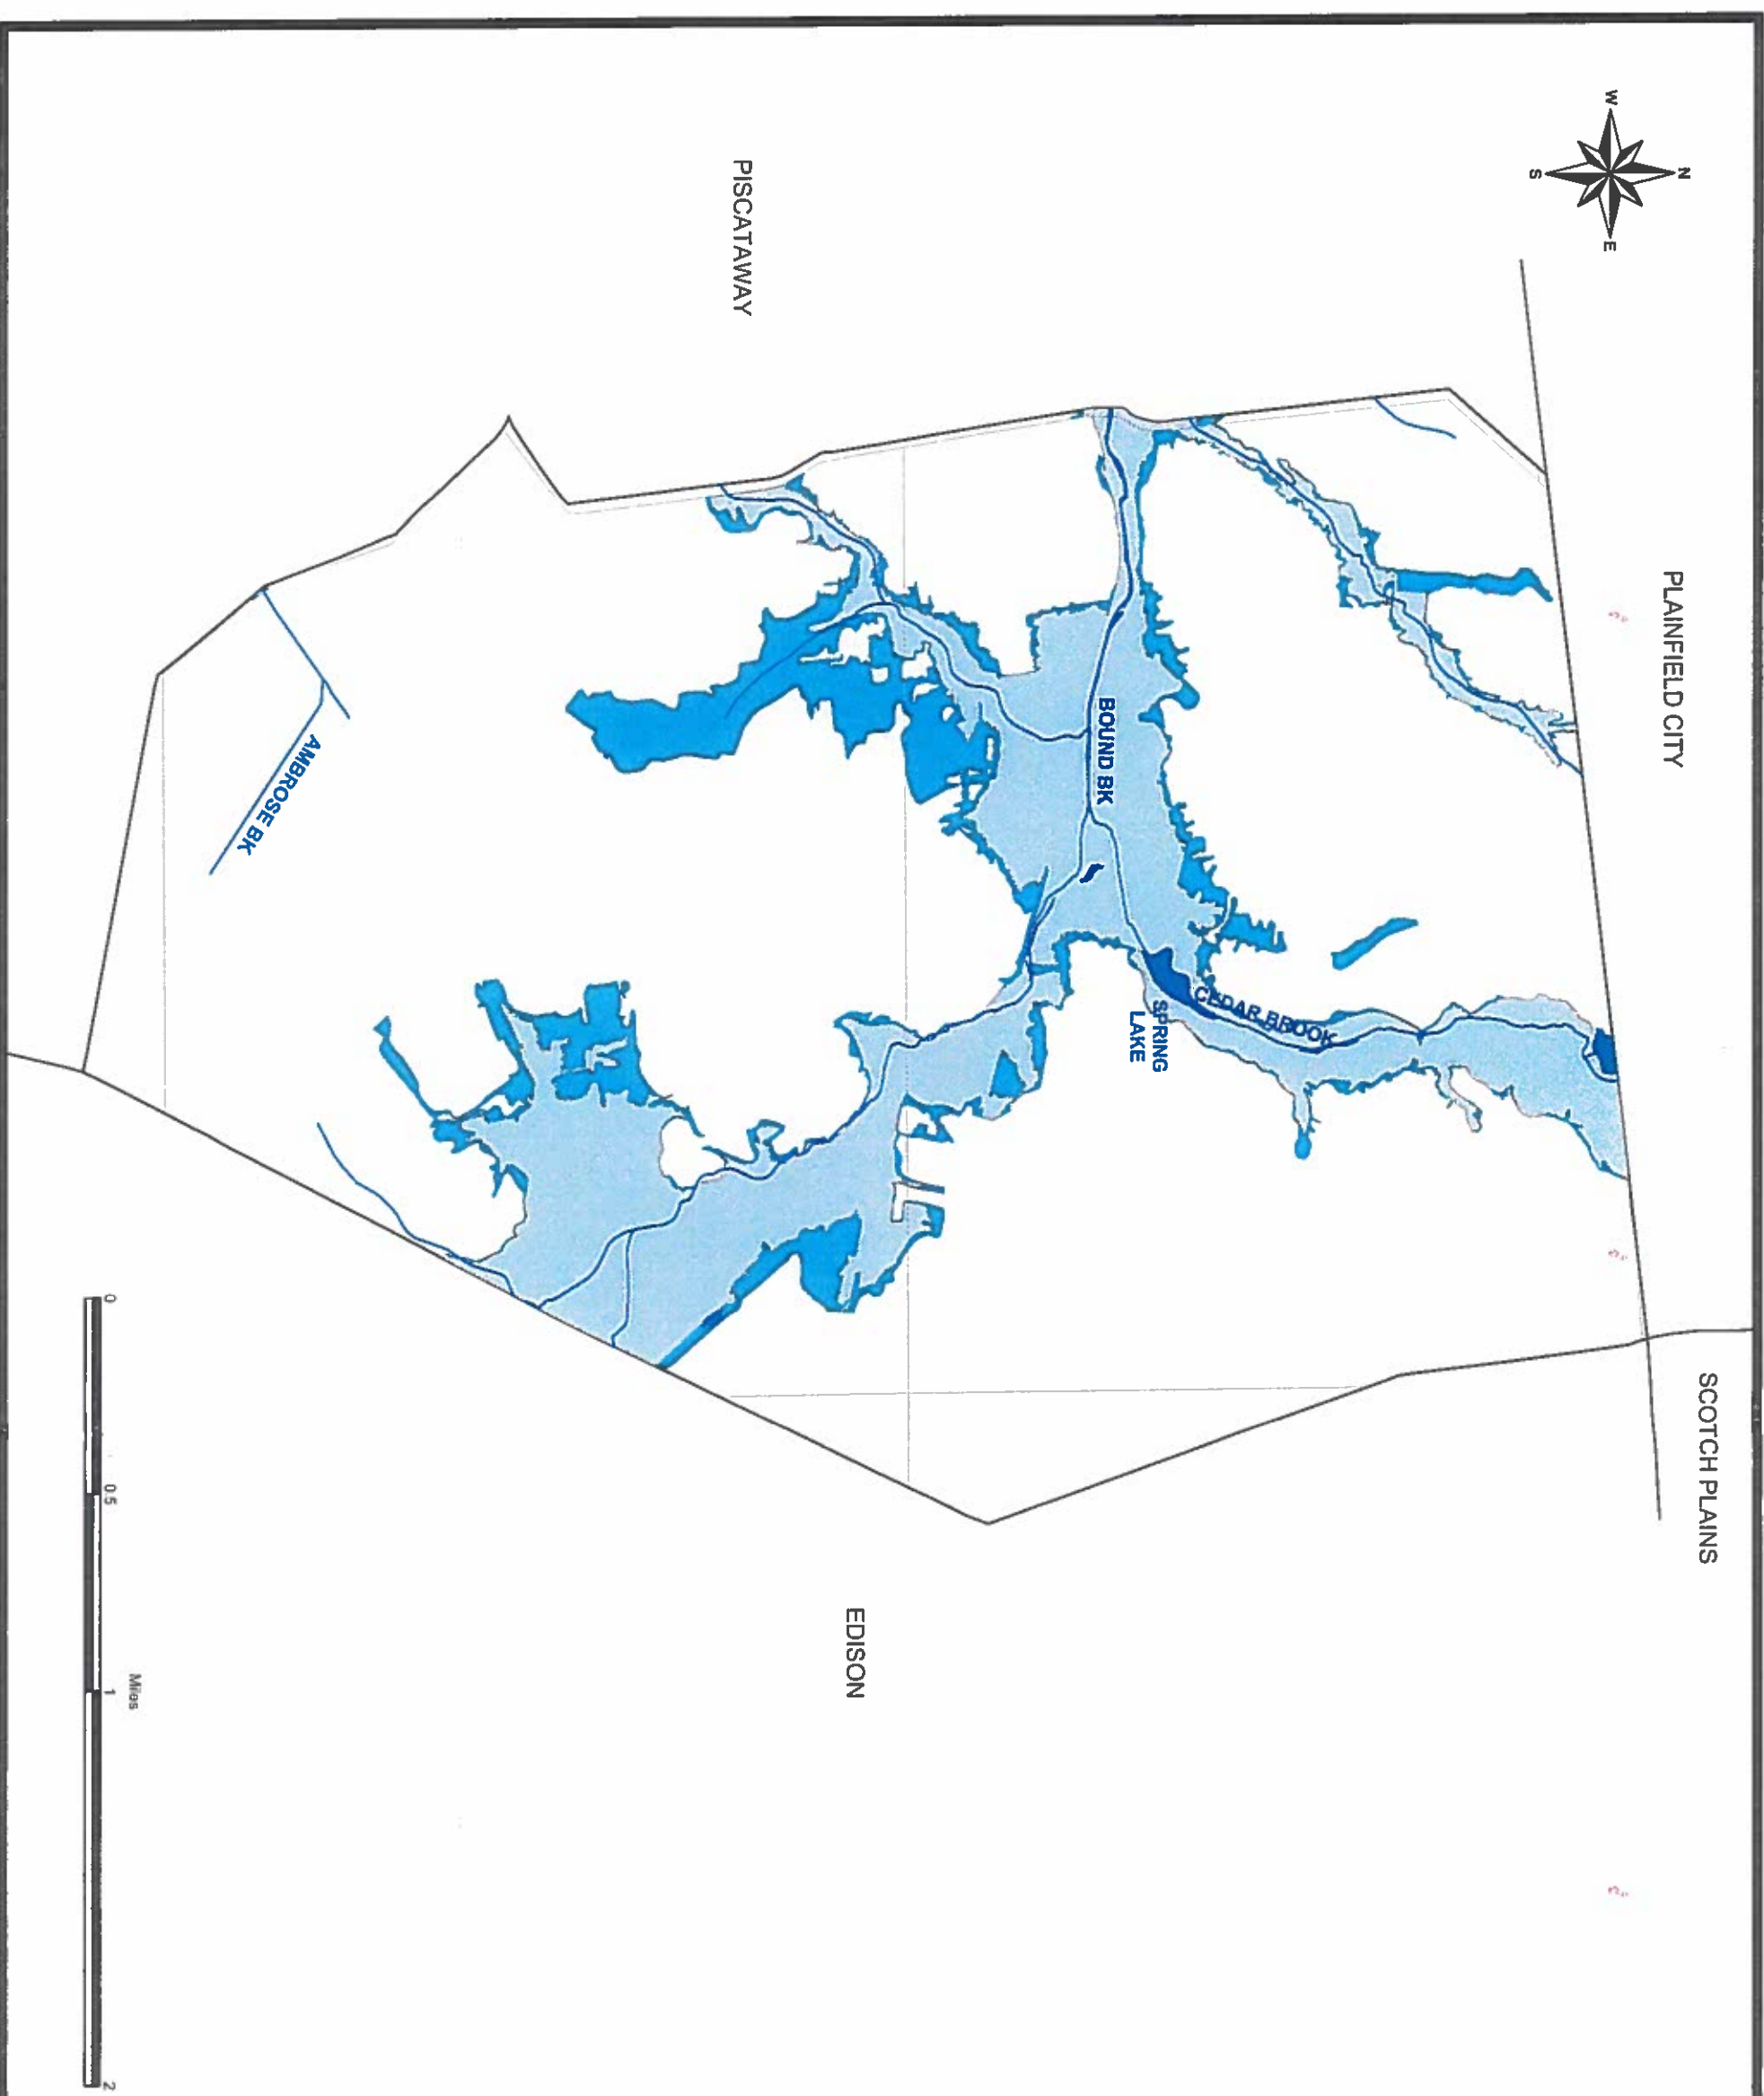 N
W
E
S
PLAINFIELD CITY
SCOTCH PLAINS
PISCATAWAY
EDISON
BOUND BK
CEDAR BROOK
SPRING
LAKE
AMBROSE BK
0
0.5
1
2
Miles